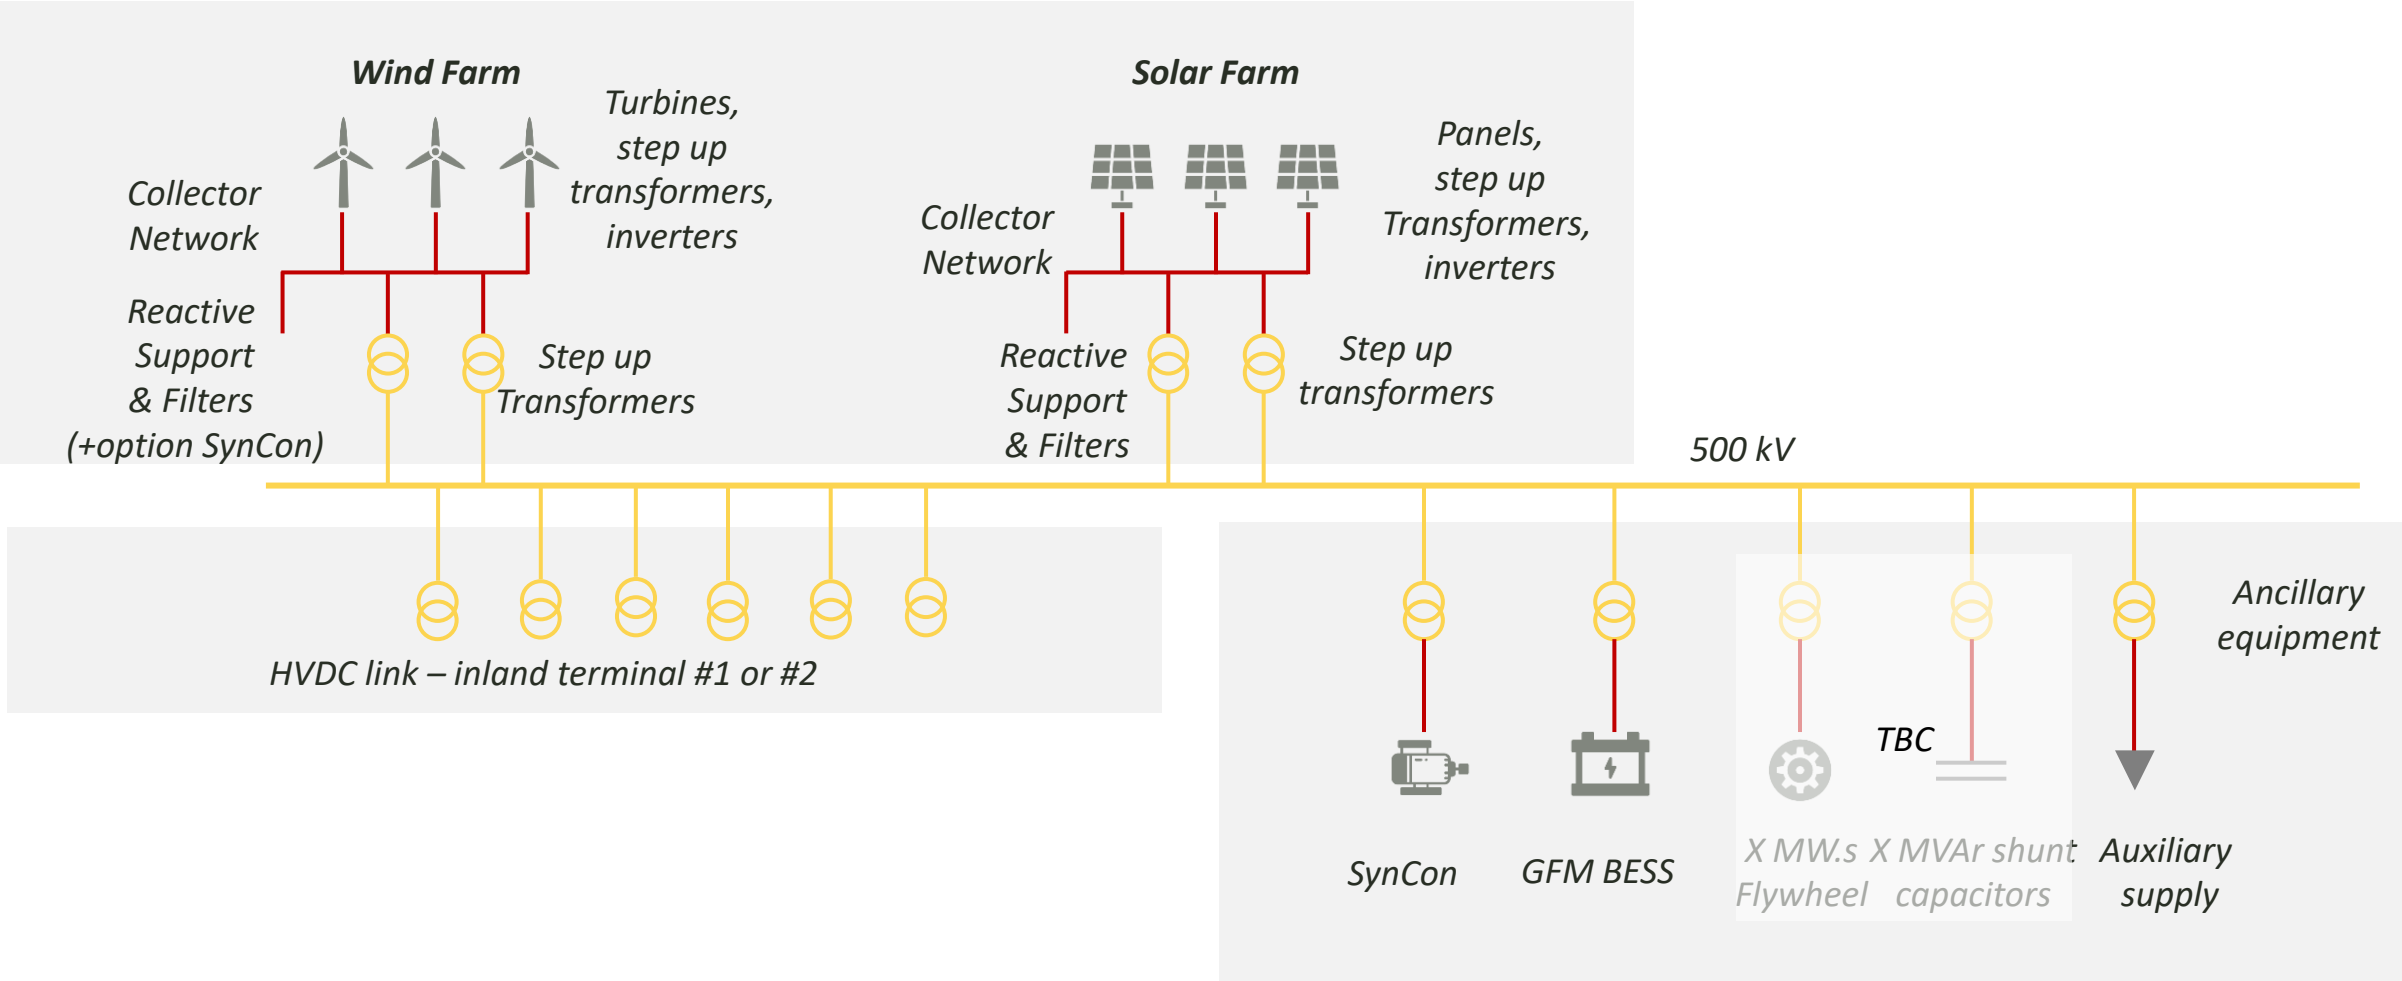 Wind Farm
Turbines,
step up
transformers,
inverters
Collector
Network
Reactive
Support
& Filters
(+option SynCon)
Step up
Transformers
Solar Farm
Panels,
step up
Transformers,
inverters
Collector
Network
Reactive
Support
& Filters
Step up
transformers
500 kV
HVDC link – inland terminal #1 or #2
Ancillary
equipment
TBC
SynCon
GFM BESS
X MW.s
Flywheel
X MVAr shunt
capacitors
Auxiliary
supply